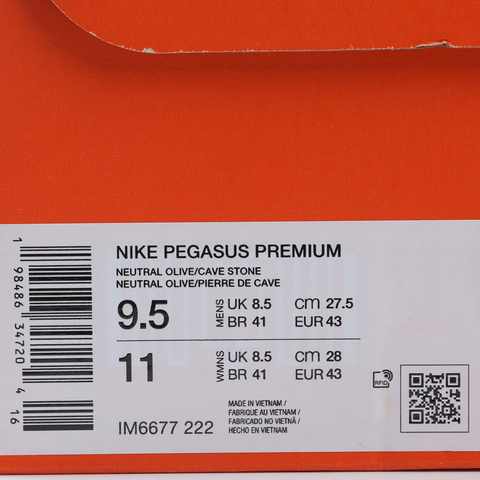 NIKE PEGASUS PREMIUM
NEUTRAL OLIVE/CAVE STONE
NEUTRAL OLIVE/PIERRE DE CAVE
9.5 MENS UK 8.5 cm 27.5
BR 41 EUR 43
11 WMNS UK 8.5 cm 28
BR 41 EUR 43
IM6677 222
MADE IN VIETNAM /
FABRIQUE AU VIETNAM /
FABRICADO NO VIETNÃ /
HECHO EN VIETNAM
RFID
1 98486 34720 4 16